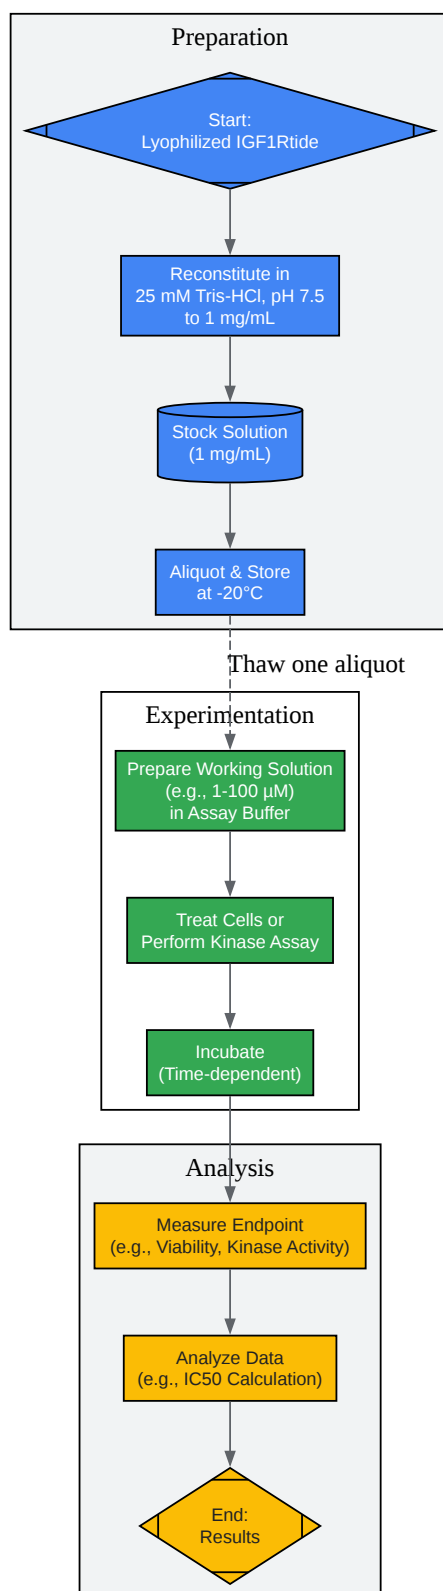 Preparation
Start:
Lyophilized IGF1Rtide
Reconstitute in
25 mM Tris-HCl, pH 7.5
to 1 mg/mL
Stock Solution
(1 mg/mL)
Aliquot & Store
at -20°C
Thaw one aliquot
Experimentation
Prepare Working Solution
(e.g., 1-100 µM)
in Assay Buffer
Treat Cells or
Perform Kinase Assay
Incubate
(Time-dependent)
Analysis
Measure Endpoint
(e.g., Viability, Kinase Activity)
Analyze Data
(e.g., IC50 Calculation)
End:
Results